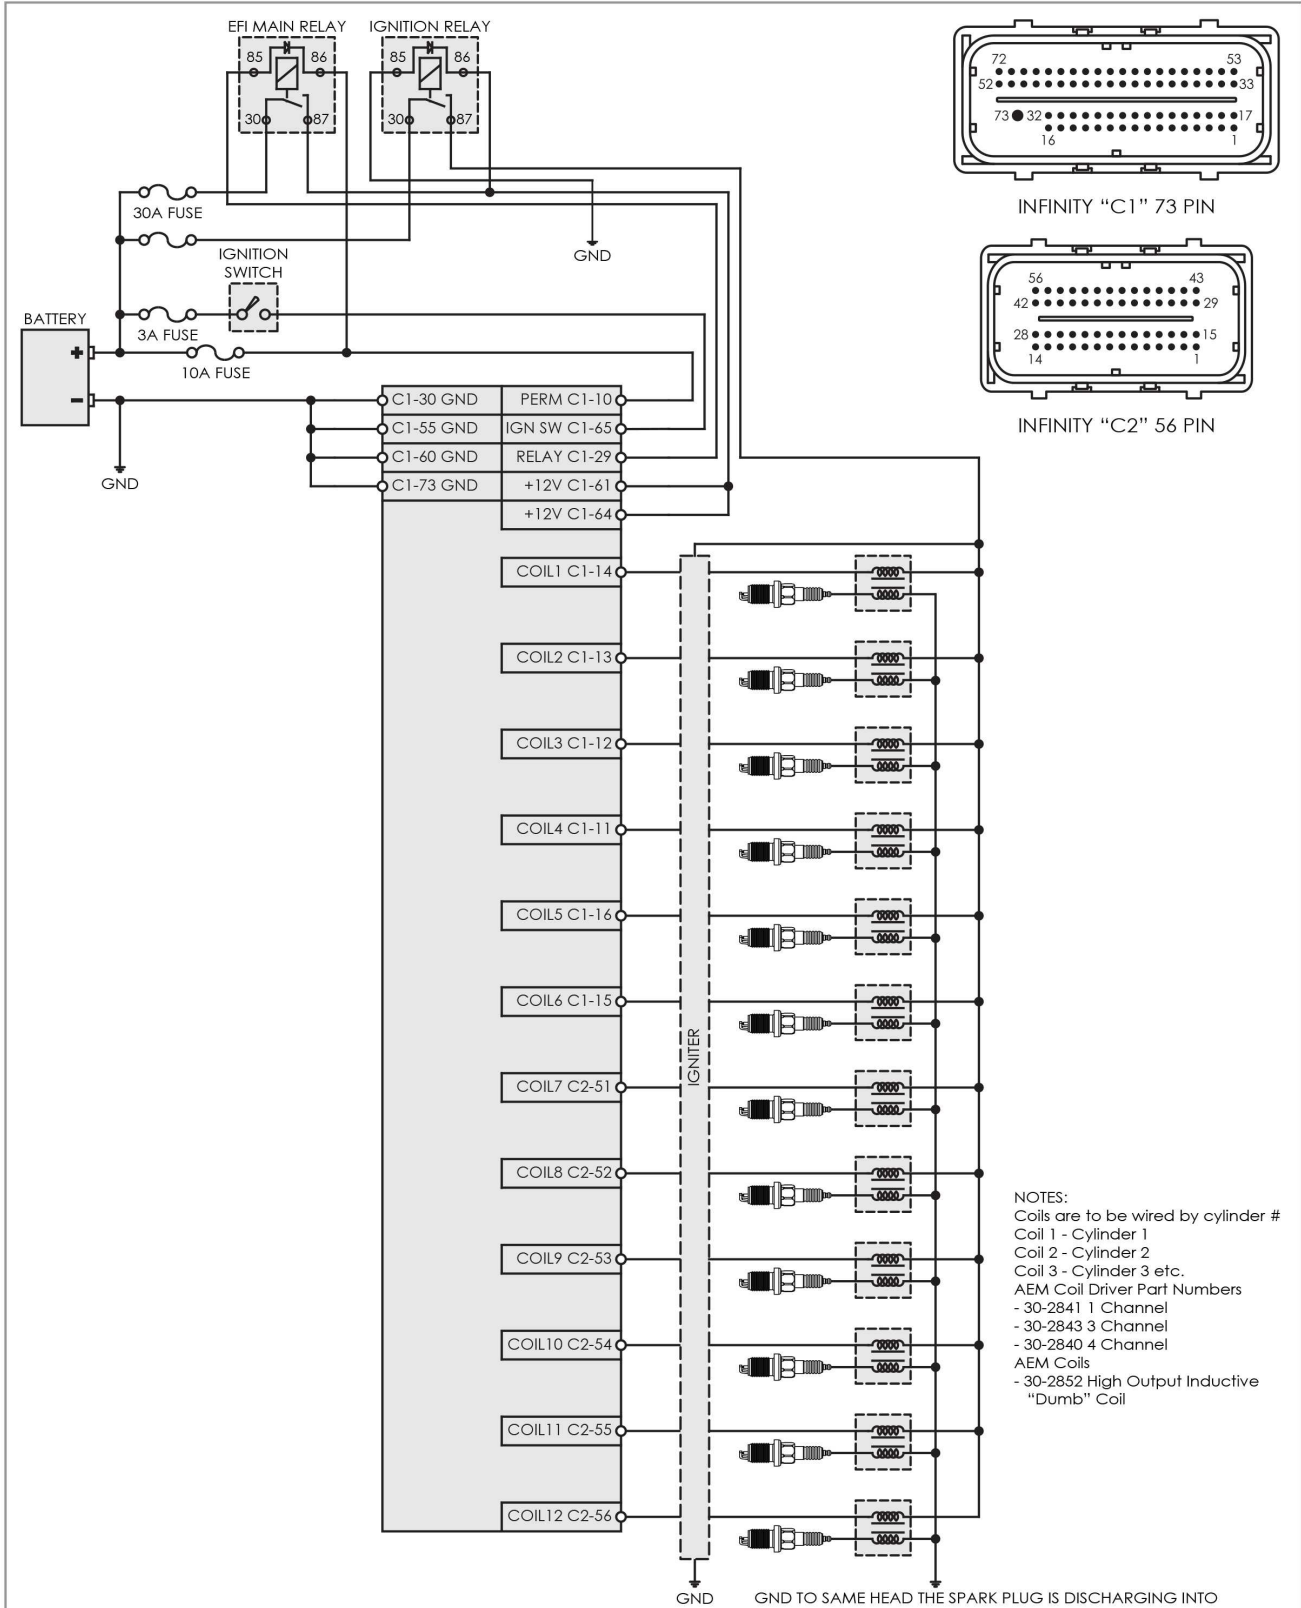 EFI MAIN RELAY
IGNITION RELAY
85
86
30
87
85
86
30
87
72
53
52
33
73
32
17
16
1
INFINITY “C1” 73 PIN
30A FUSE
IGNITION
SWITCH
GND
3A FUSE
BATTERY
+
-
10A FUSE
GND
56
43
42
29
28
15
14
1
INFINITY “C2” 56 PIN
C1-30 GND
PERM C1-10
C1-55 GND
IGN SW C1-65
C1-60 GND
RELAY C1-29
C1-73 GND
+12V C1-61
+12V C1-64
COIL1 C1-14
COIL2 C1-13
COIL3 C1-12
COIL4 C1-11
COIL5 C1-16
COIL6 C1-15
COIL7 C2-51
COIL8 C2-52
COIL9 C2-53
COIL10 C2-54
COIL11 C2-55
COIL12 C2-56
IGNITER
NOTES:
Coils are to be wired by cylinder #
Coil 1 - Cylinder 1
Coil 2 - Cylinder 2
Coil 3 - Cylinder 3 etc.
AEM Coil Driver Part Numbers
- 30-2841 1 Channel
- 30-2843 3 Channel
- 30-2840 4 Channel
AEM Coils
- 30-2852 High Output Inductive
“Dumb” Coil
GND
GND TO SAME HEAD THE SPARK PLUG IS DISCHARGING INTO